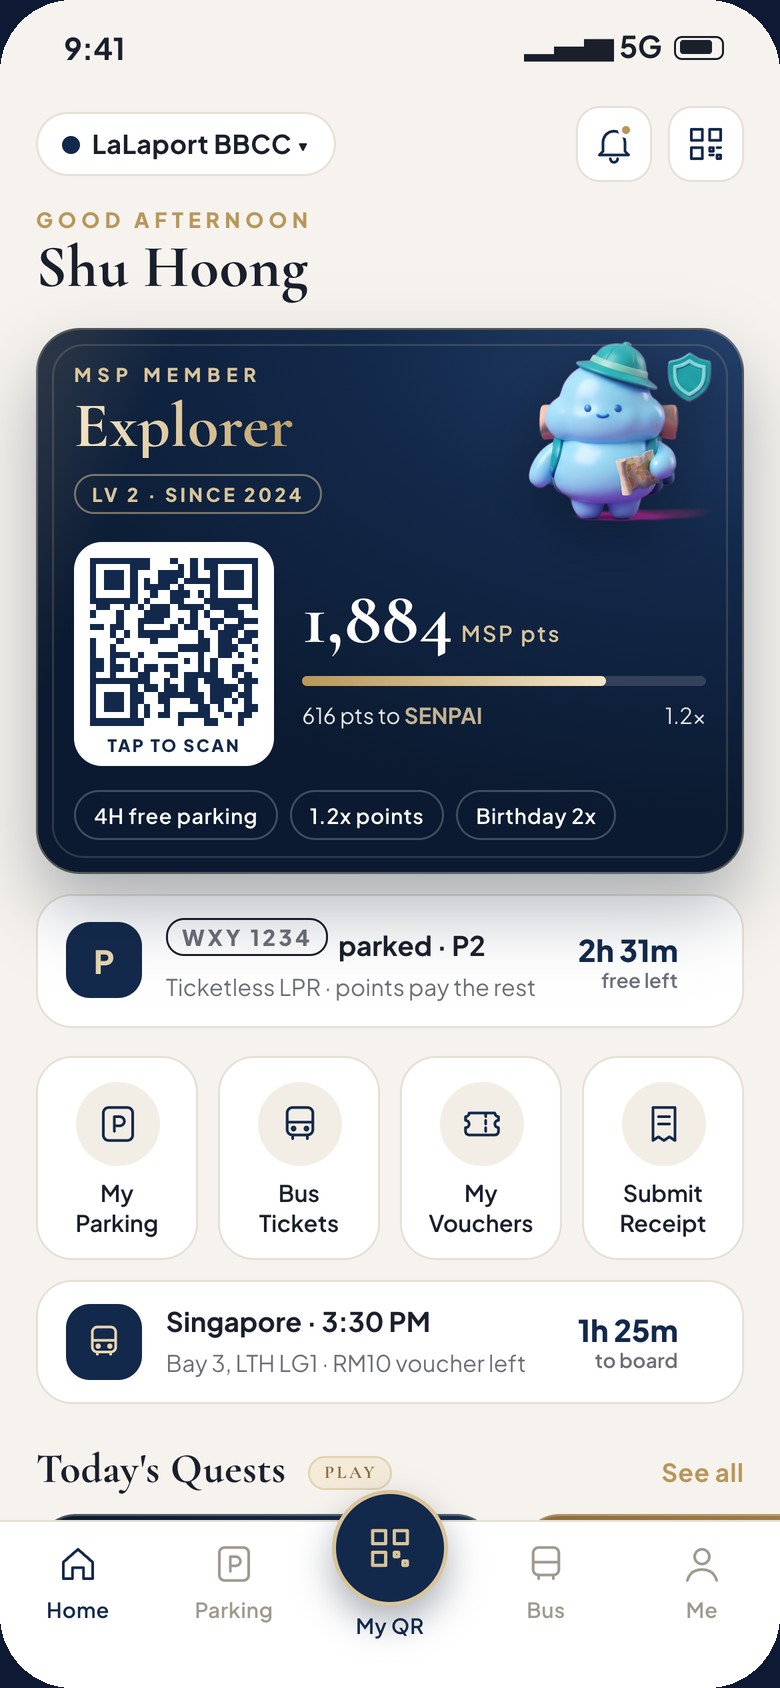 9:41
5G
LaLaport BBCC ▾
GOOD AFTERNOON
Shu Hoong
MSP MEMBER
Explorer
LV 2 · SINCE 2024
TAP TO SCAN
1,884 MSP pts
616 pts to SENPAI
1.2×
4H free parking
1.2x points
Birthday 2x
P
WXY 1234 parked · P2
Ticketless LPR · points pay the rest
2h 31m
free left
P
My
Parking
Bus
Tickets
My
Vouchers
Submit
Receipt
Singapore · 3:30 PM
Bay 3, LTH LG1 · RM10 voucher left
1h 25m
to board
Today's Quests
PLAY
See all
Home
P
Parking
My QR
Bus
Me